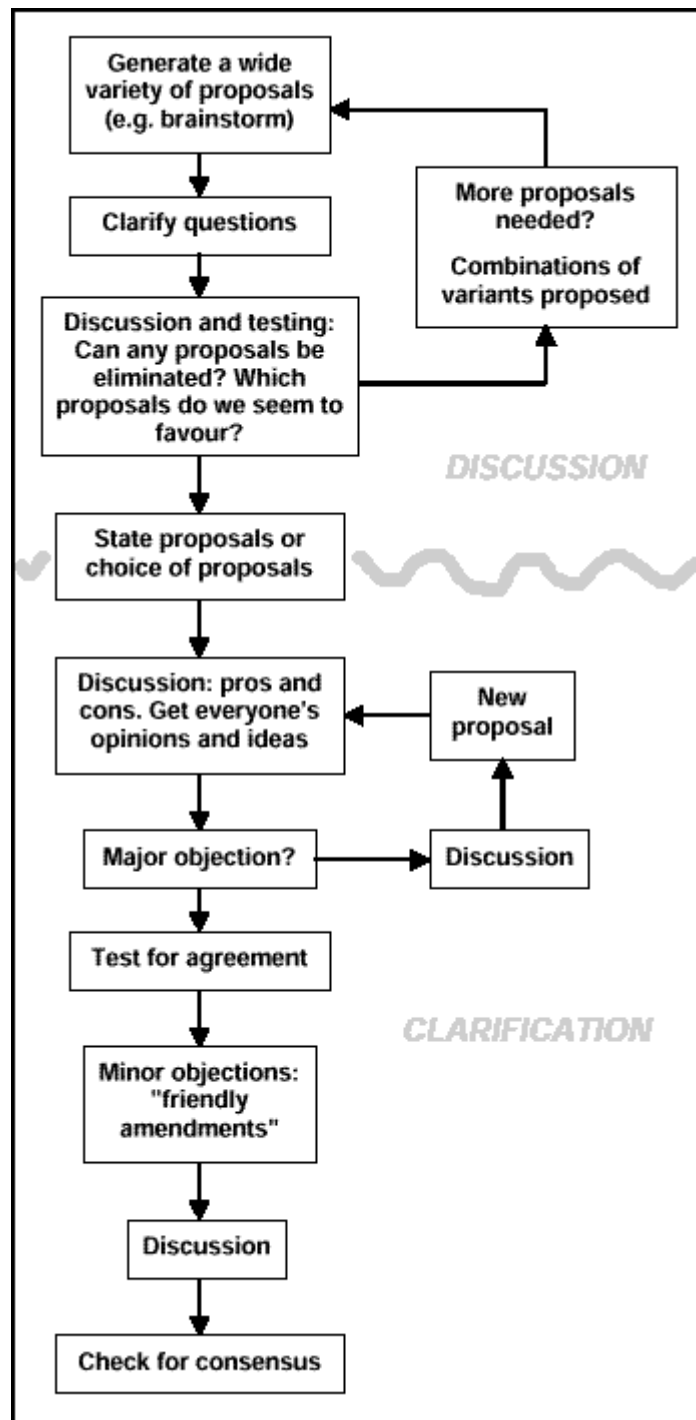 Generate a wide
variety of proposals
(e.g. brainstorm)
More proposals
needed?
Combinations of
variants proposed
Clarify questions
Discussion and testing:
Can any proposals be
eliminated? Which
proposals do we seem to
favour?
DISCUSSION
State proposals or
choice of proposals
Discussion: pros and
cons. Get everyone's
opinions and ideas
New
proposal
Major objection?
Discussion
Test for agreement
CLARIFICATION
Minor objections:
"friendly
amendments"
Discussion
Check for consensus